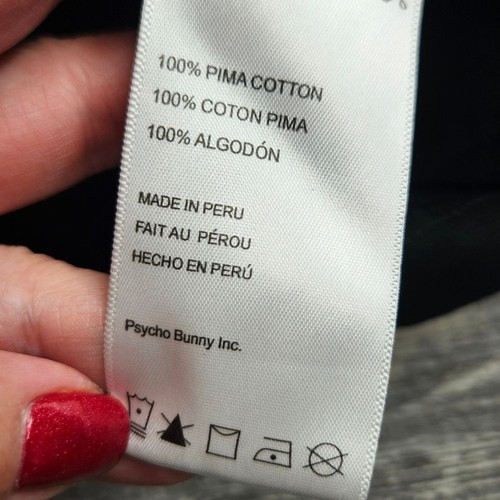 100% PIMA COTTON
100% COTON PIMA
100% ALGODÓN
MADE IN PERU
FAIT AU PÉROU
HECHO EN PERÚ
Psycho Bunny Inc.